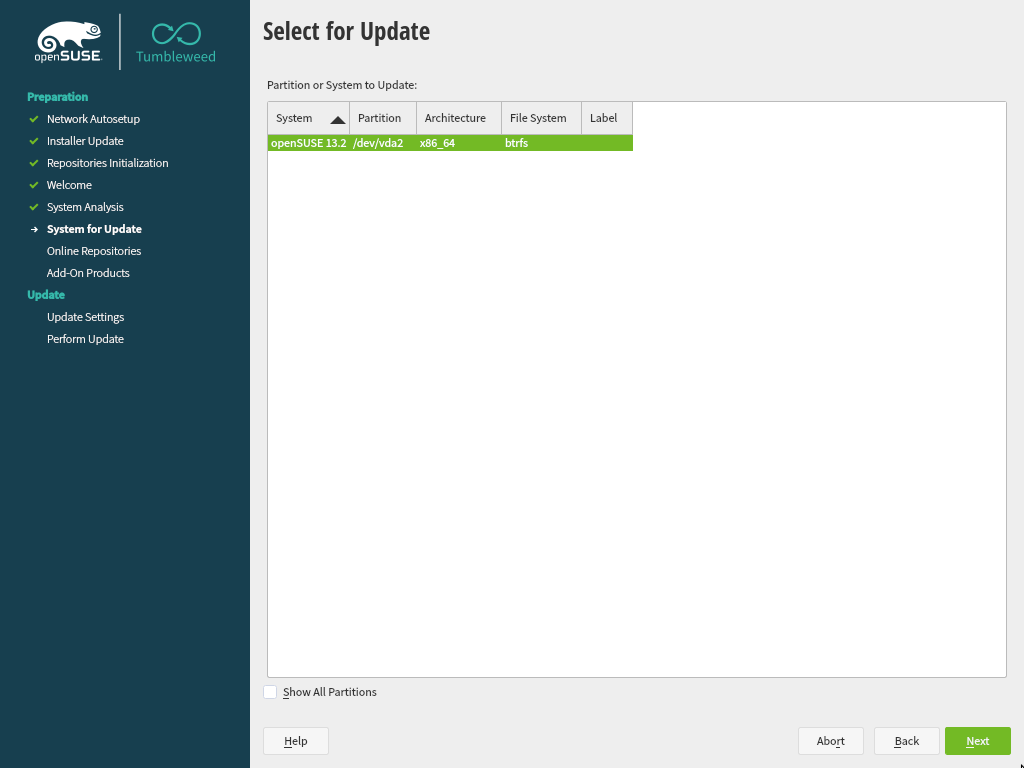 openSUSE Tumbleweed
Preparation
Network Autosetup
Installer Update
Repositories Initialization
Welcome
System Analysis
System for Update
Online Repositories
Add-On Products
Update
Update Settings
Perform Update
Select for Update
Partition or System to Update:
System Partition Architecture File System Label
openSUSE 13.2 /dev/vda2 x86_64 btrfs
Show All Partitions
Help Abort Back Next